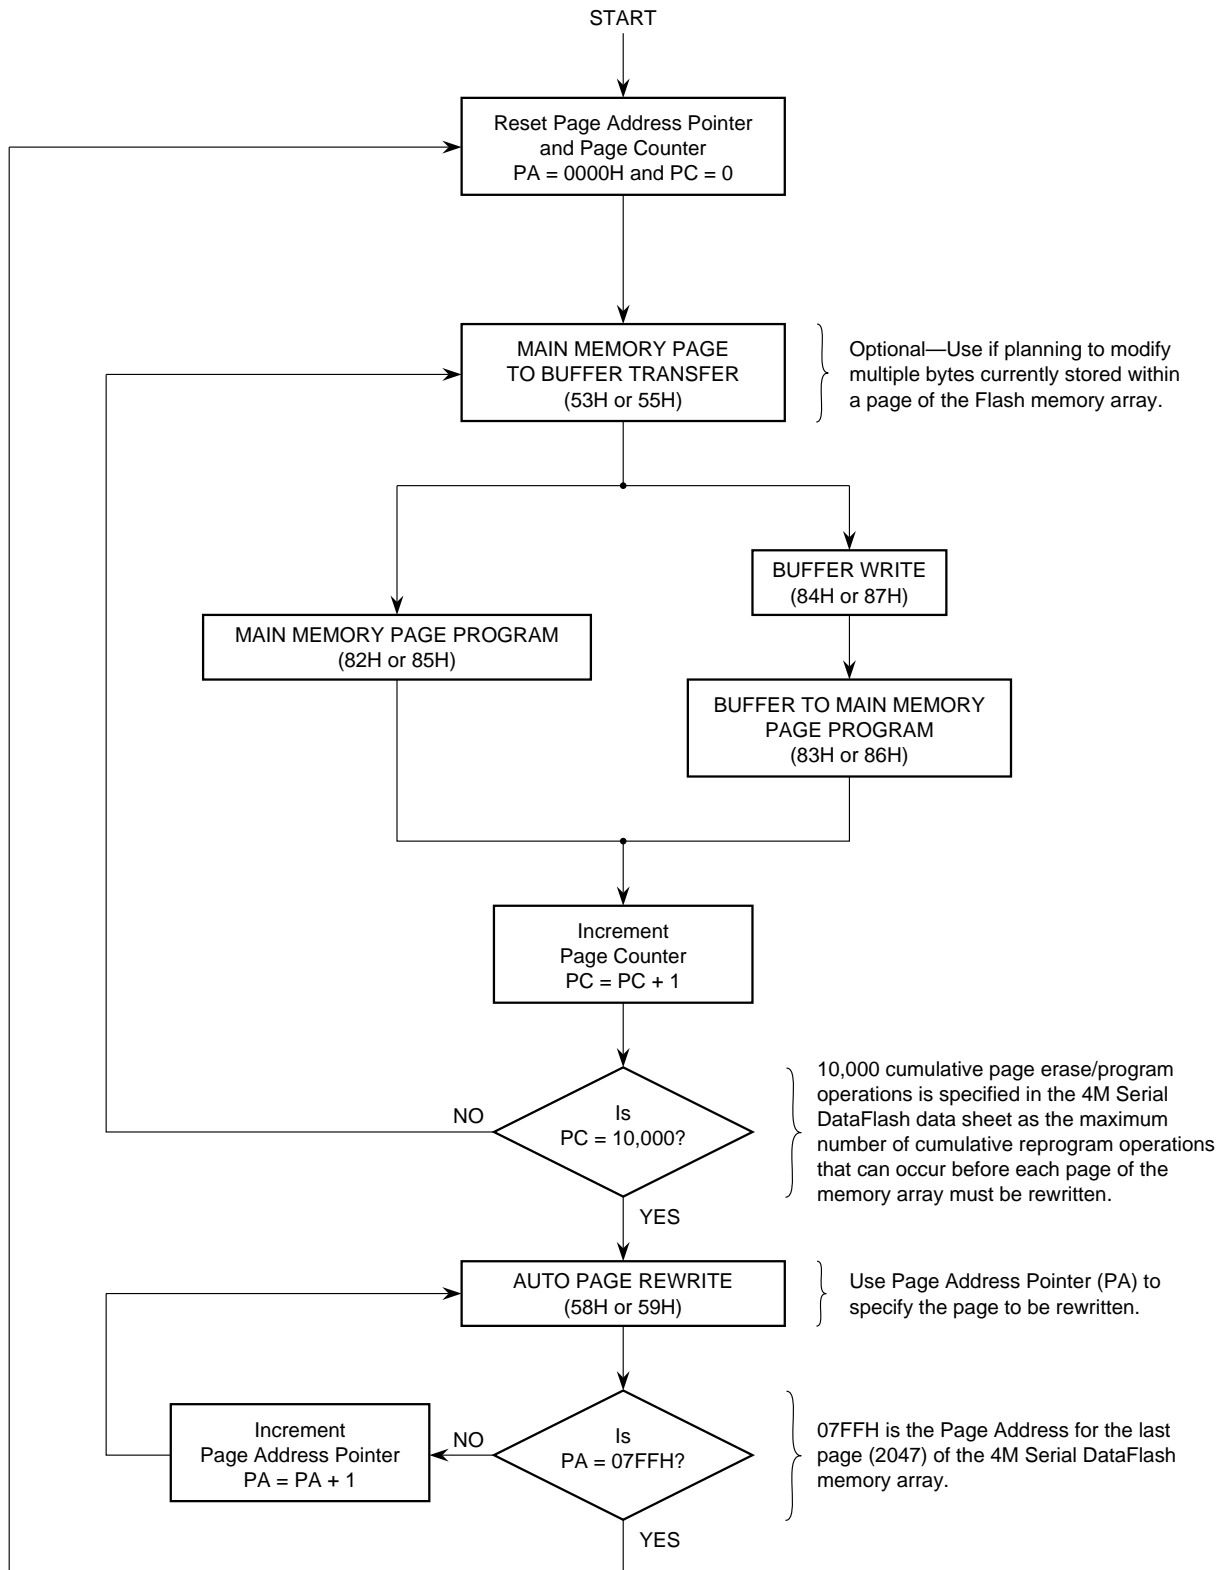 START
Reset Page Address Pointer
and Page Counter
PA = 0000H and PC = 0
MAIN MEMORY PAGE
TO BUFFER TRANSFER
(53H or 55H)
Optional—Use if planning to modify
multiple bytes currently stored within
a page of the Flash memory array.
BUFFER WRITE
(84H or 87H)
MAIN MEMORY PAGE PROGRAM
(82H or 85H)
BUFFER TO MAIN MEMORY
PAGE PROGRAM
(83H or 86H)
Increment
Page Counter
PC = PC + 1
10,000 cumulative page erase/program
operations is specified in the 4M Serial
DataFlash data sheet as the maximum
number of cumulative reprogram operations
that can occur before each page of the
memory array must be rewritten.
NO
Is
PC = 10,000?
YES
AUTO PAGE REWRITE
(58H or 59H)
Use Page Address Pointer (PA) to
specify the page to be rewritten.
Increment
Page Address Pointer
PA = PA + 1
NO
Is
PA = 07FFH?
07FFH is the Page Address for the last
page (2047) of the 4M Serial DataFlash
memory array.
YES